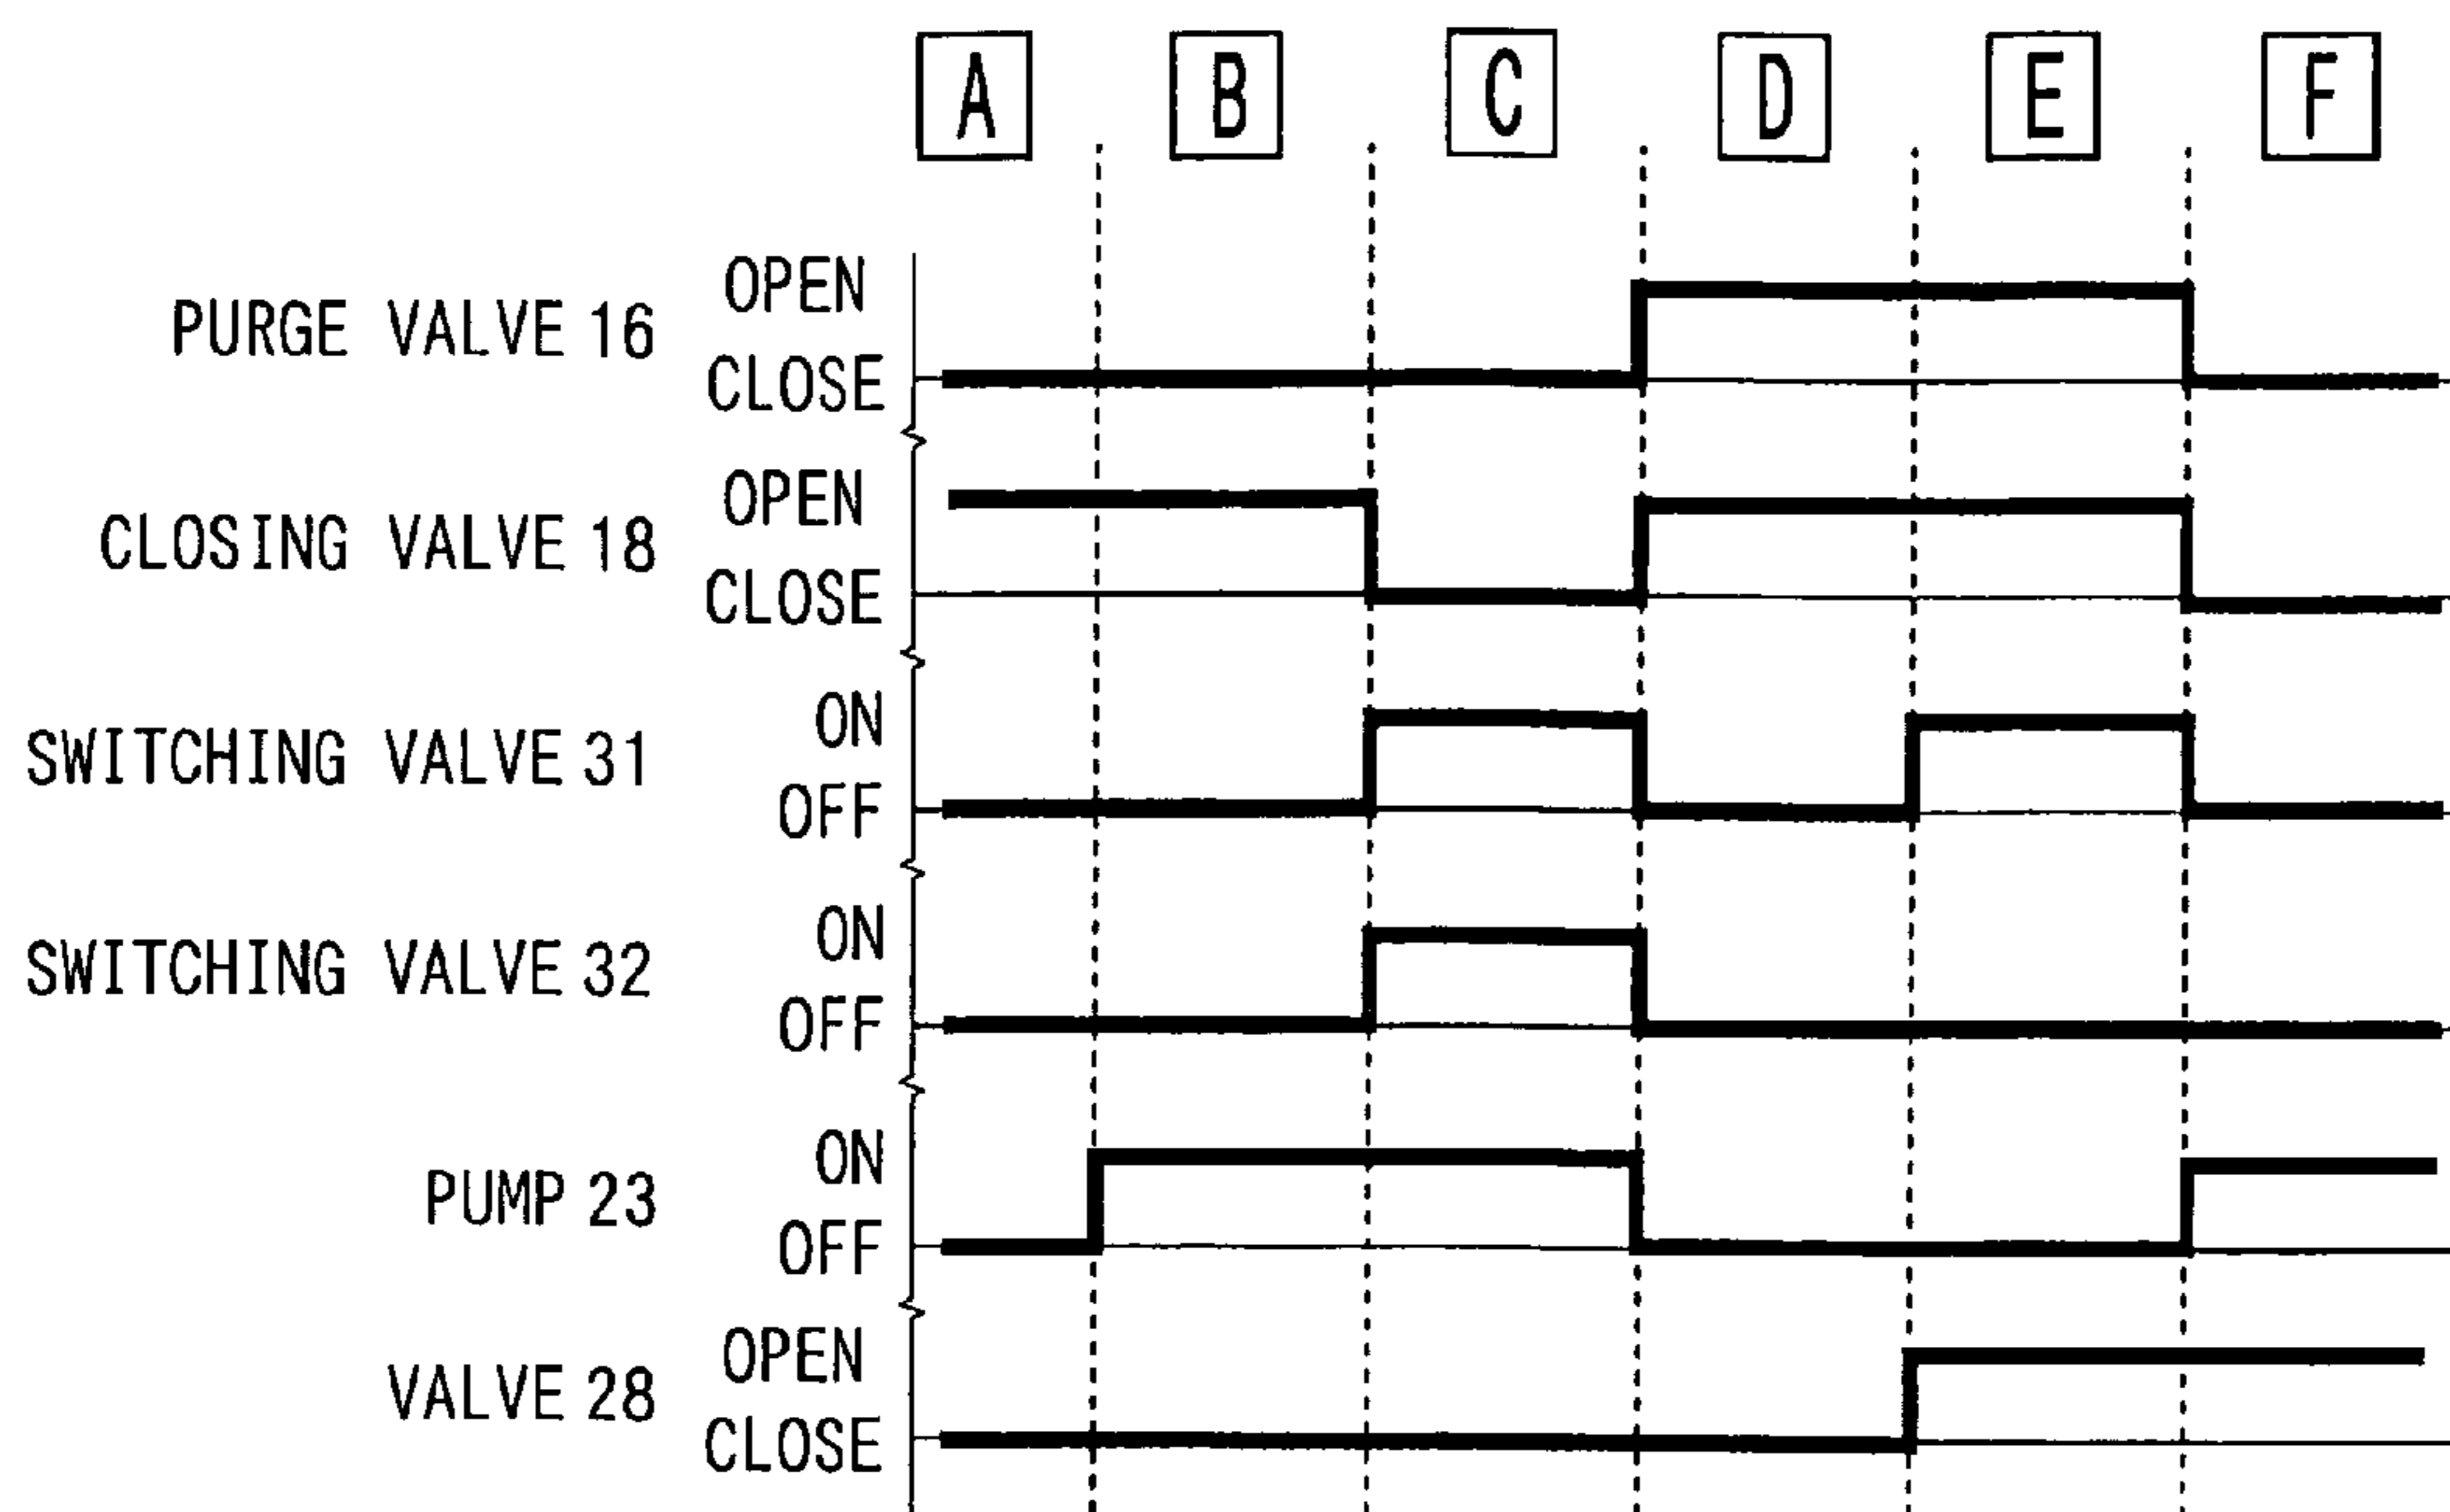 A B C D E F
PURGE VALVE 16 OPEN CLOSE
CLOSING VALVE 18 OPEN CLOSE
SWITCHING VALVE 31 ON OFF
SWITCHING VALVE 32 ON OFF
PUMP 23 ON OFF
VALVE 28 OPEN CLOSE